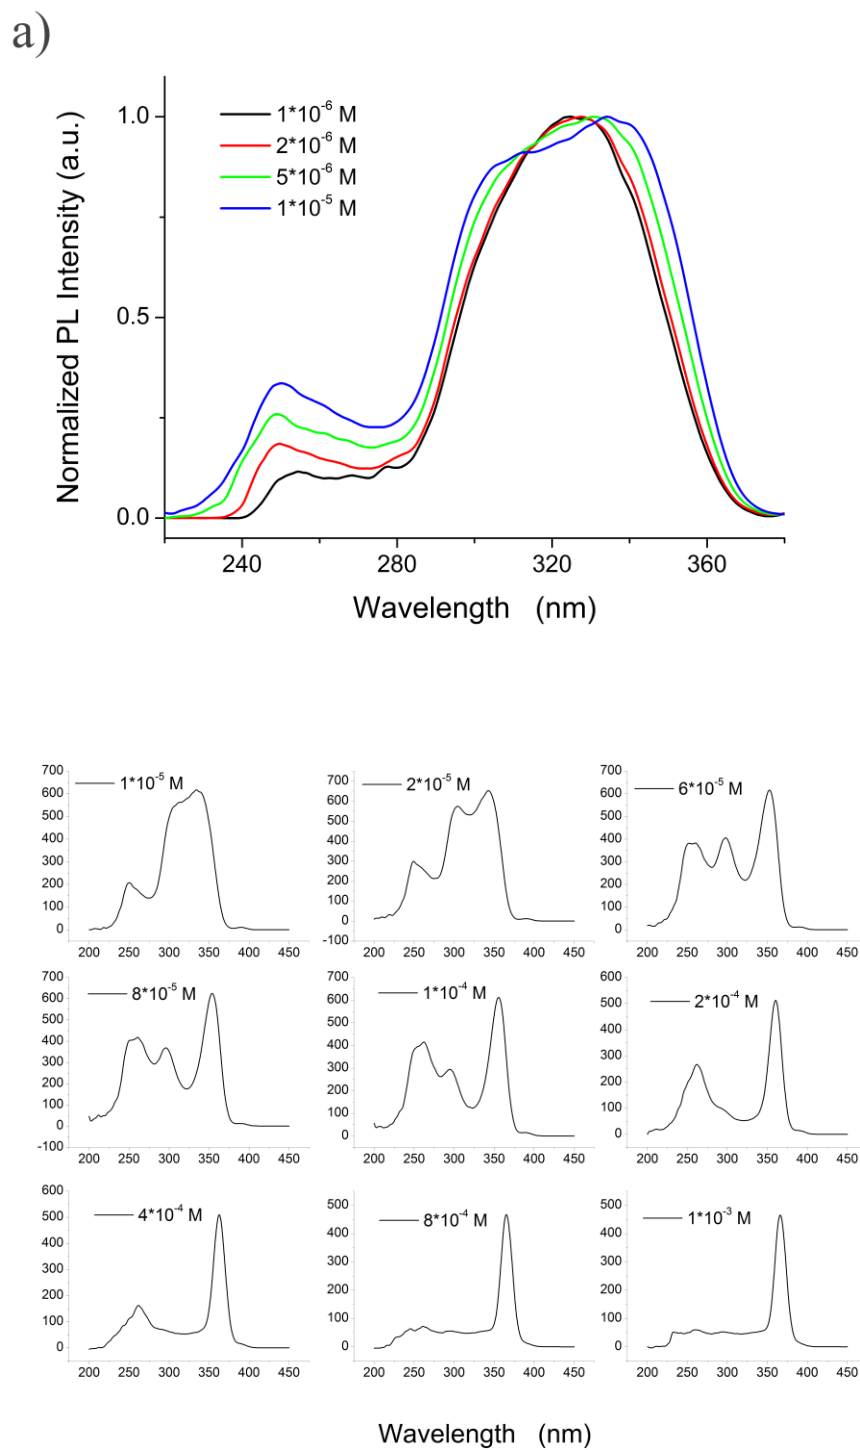 a)
Normalized PL Intensity (a.u.)
1.0
0.5
0.0
1*10⁻⁶ M
2*10⁻⁶ M
5*10⁻⁶ M
1*10⁻⁵ M
240 280 320 360
Wavelength (nm)
1*10⁻⁵ M
700
600
500
400
300
200
100
0
200 250 300 350 400 450
2*10⁻⁵ M
700
600
500
400
300
200
100
0
-100
200 250 300 350 400 450
6*10⁻⁵ M
700
600
500
400
300
200
100
0
200 250 300 350 400 450
8*10⁻⁵ M
700
600
500
400
300
200
100
0
-100
200 250 300 350 400 450
1*10⁻⁴ M
700
600
500
400
300
200
100
0
200 250 300 350 400 450
2*10⁻⁴ M
600
500
400
300
200
100
0
200 250 300 350 400 450
4*10⁻⁴ M
600
500
400
300
200
100
0
200 250 300 350 400 450
8*10⁻⁴ M
500
400
300
200
100
0
200 250 300 350 400 450
1*10⁻³ M
500
400
300
200
100
0
200 250 300 350 400 450
Wavelength (nm)